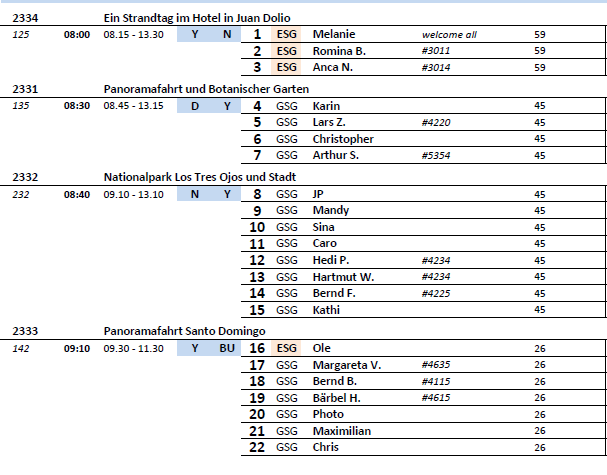 2334 Ein Strandtag im Hotel in Juan Dolio
125 08:00 08.15 - 13.30 Y N 1 ESG Melanie welcome all 59
2 ESG Romina B. #3011 59
3 ESG Anca N. #3014 59
2331 Panoramafahrt und Botanischer Garten
135 08:30 08.45 - 13.15 D Y 4 GSG Karin 45
5 GSG Lars Z. #4220 45
6 GSG Christopher 45
7 GSG Arthur S. #5354 45
2332 Nationalpark Los Tres Ojos und Stadt
232 08:40 09.10 - 13.10 N Y 8 GSG JP 45
9 GSG Mandy 45
10 GSG Sina 45
11 GSG Caro 45
12 GSG Hedi P. #4234 45
13 GSG Hartmut W. #4234 45
14 GSG Bernd F. #4225 45
15 GSG Kathi 45
2333 Panoramafahrt Santo Domingo
142 09:10 09.30 - 11.30 Y BU 16 ESG Ole 26
17 GSG Margareta V. #4635 26
18 GSG Bernd B. #4115 26
19 GSG Bärbel H. #4615 26
20 GSG Photo 26
21 GSG Maximilian 26
22 GSG Chris 26